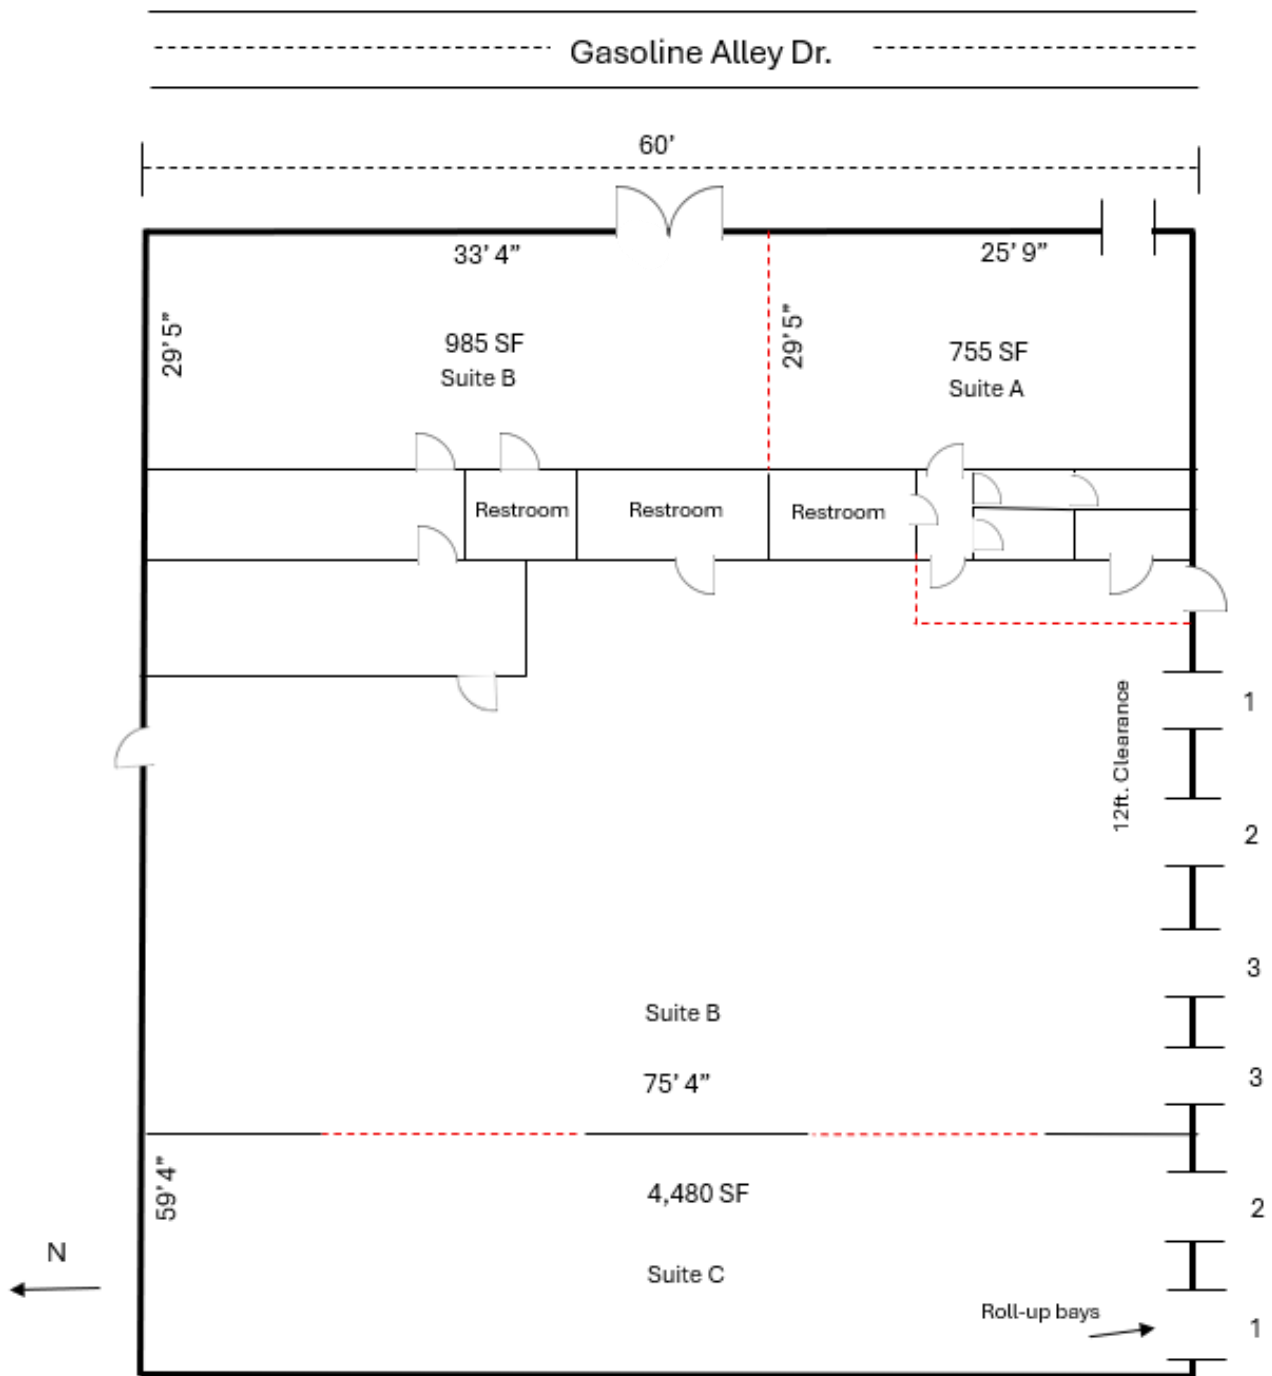 Gasoline Alley Dr.
60’
33’ 4”
25’ 9”
29’ 5”
29’ 5”
985 SF
Suite B
755 SF
Suite A
Restroom
Restroom
Restroom
12ft. Clearance
1
2
3
Suite B
75’ 4”
3
59’ 4”
4,480 SF
2
N
Suite C
Roll-up bays
1